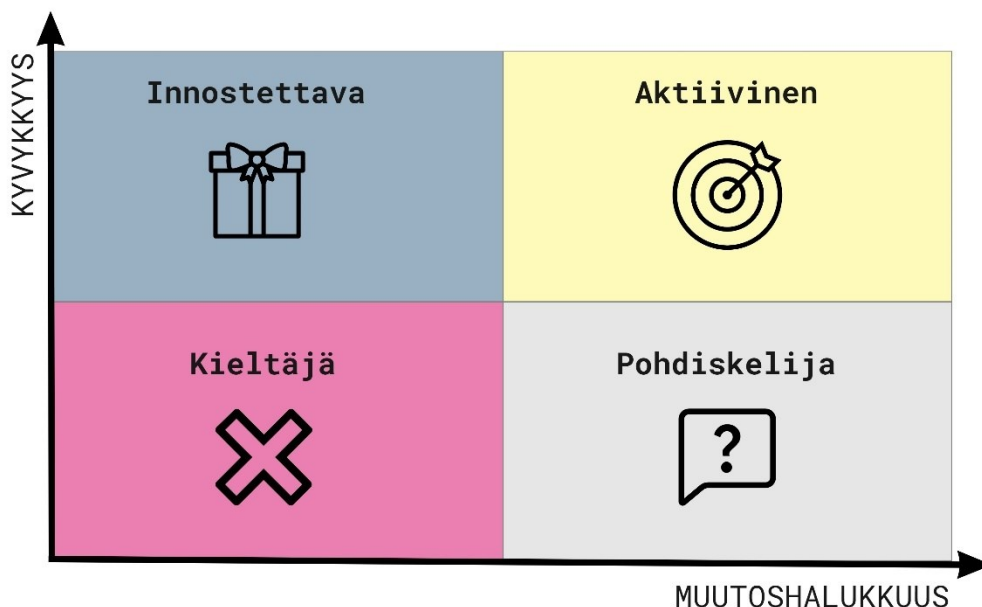 KYVYKKYYS
Innostettava
Aktiivinen
Kieltäjä
Pohdiskelija
?
MUUTOSHALUKKUUS